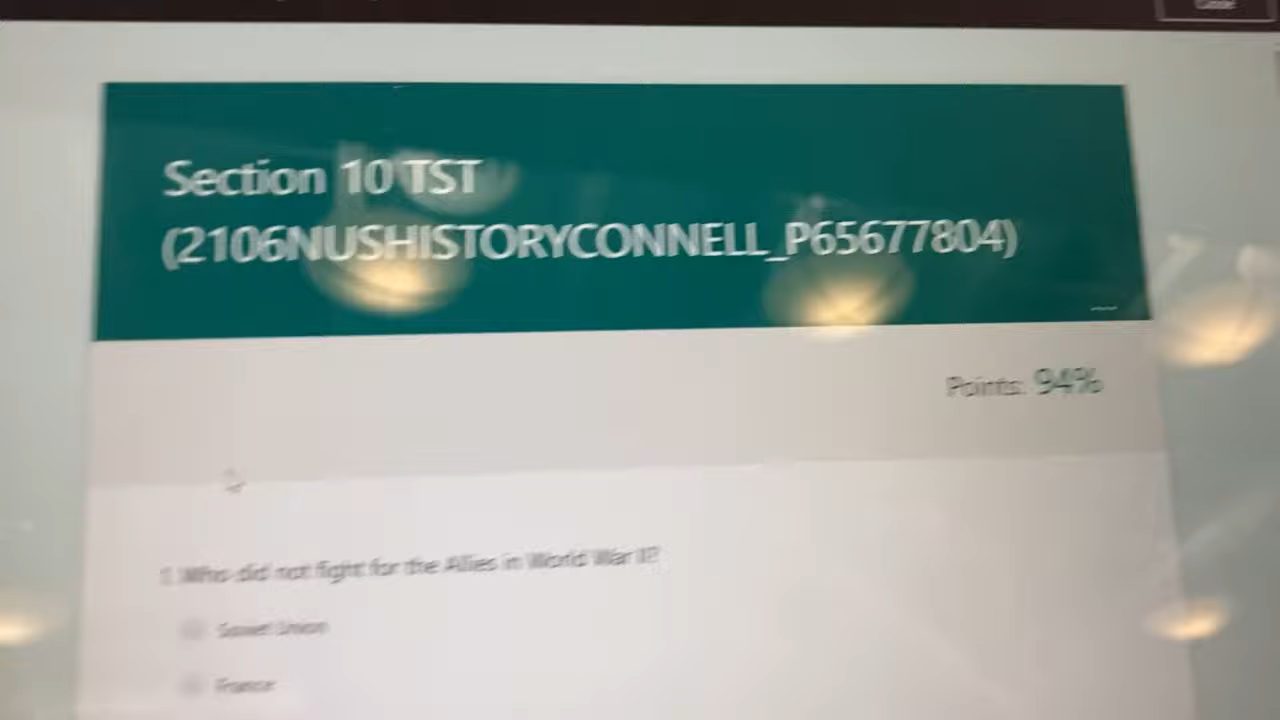 Close
Section 10 TST
(2106NUSHISTORYCONNELL_P65677804)
Points: 94%
1. Who did not fight for the Allies in World War II?
Soviet Union
France